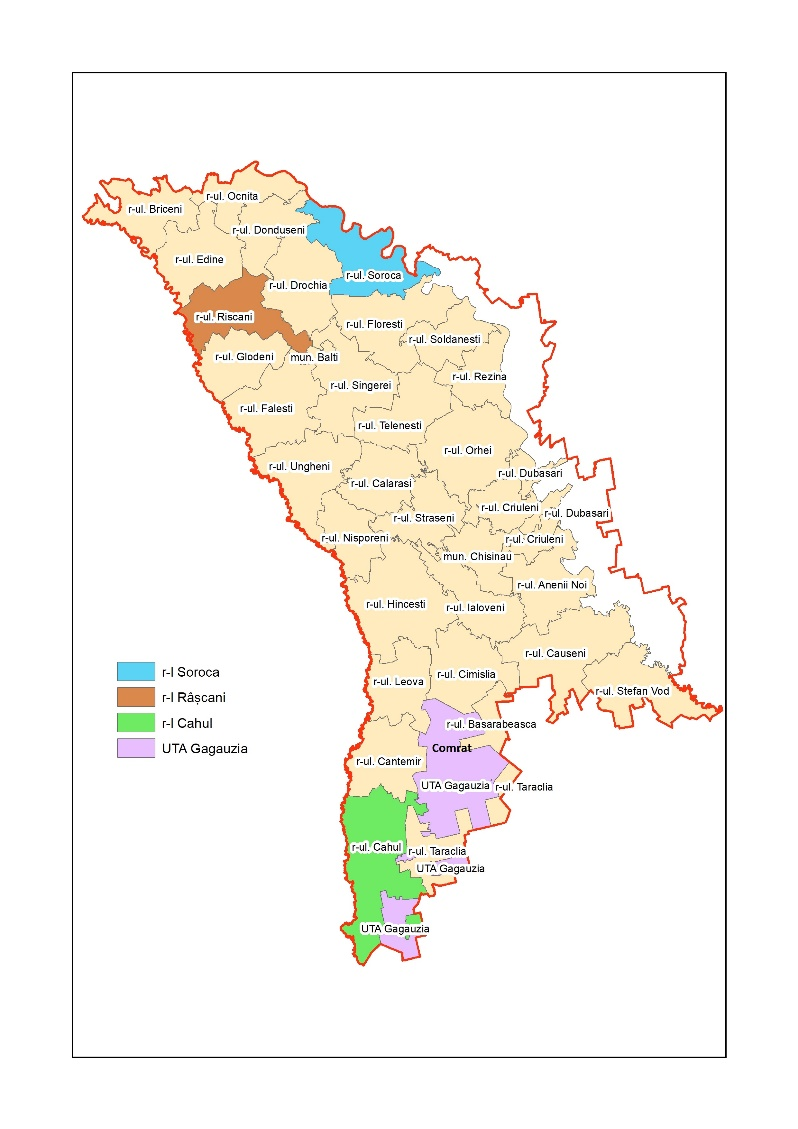 r-ul. Ocnita
r-ul. Briceni
r-ul. Donduseni
r-ul. Edine
r-ul. Soroca
r-ul. Drochia
r-ul. Riscani
r-ul. Floresti
r-ul. Soldanesti
r-ul. Glodeni
mun. Balti
r-ul. Rezina
r-ul. Singerei
r-ul. Falesti
r-ul. Telenesti
r-ul. Orhei
r-ul. Ungheni
r-ul. Dubasari
r-ul. Calarasi
r-ul. Criuleni
r-ul. Dubasari
r-ul. Straseni
r-ul. Nisporeni
r-ul. Criuleni
mun. Chisinau
r-ul. Anenii Noi
r-ul. Hincesti
r-ul. Ialoveni
r-ul. Causeni
r-ul. Cimislia
r-ul. Leova
r-ul. Stefan Vod
r-ul. Basarabeasca
Comrat
r-ul. Cantemir
UTA Gagauzia
r-ul. Taraclia
r-ul. Cahul
r-ul. Taraclia
UTA Gagauzia
UTA Gagauzia
r-l Soroca
r-l Râșcani
r-l Cahul
UTA Gagauzia